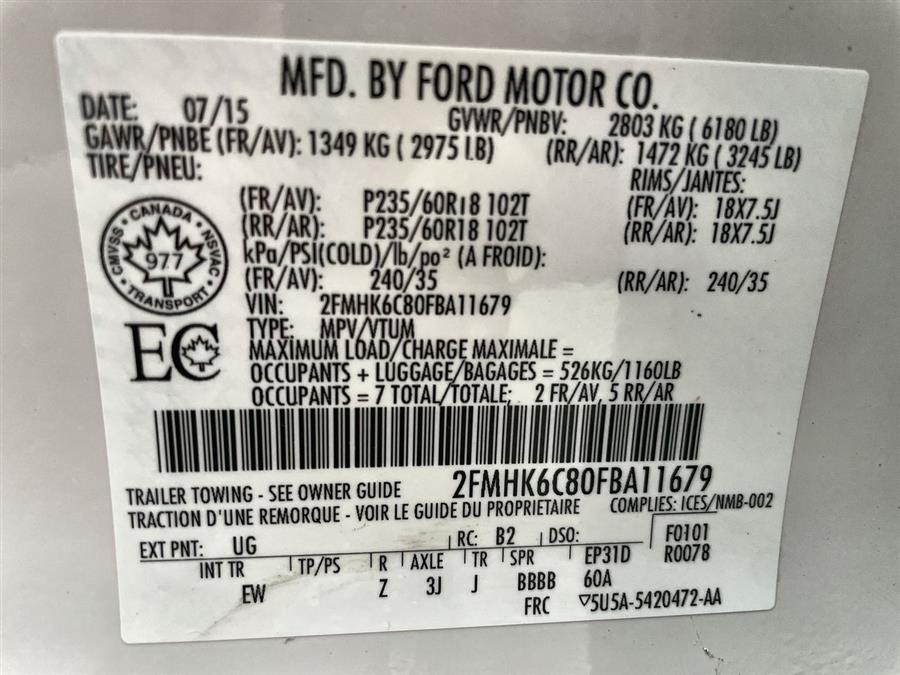 MFD. BY FORD MOTOR CO.
DATE: 07/15 GVWR/PNBV: 2803 KG ( 6180 LB)
GAWR/PNBE (FR/AV): 1349 KG ( 2975 LB) (RR/AR): 1472 KG ( 3245 LB)
TIRE/PNEU: RIMS/JANTES:
(FR/AV): P235/60R18 102T (FR/AV): 18X7.5J
(RR/AR): P235/60R18 102T (RR/AR): 18X7.5J
kPa/PSI(COLD)/lb/po² (A FROID):
(FR/AV): 240/35 (RR/AR): 240/35
CANADA
CMVSS 977 NSVAC
TRANSPORT
VIN: 2FMHK6C80FBA11679
TYPE: MPV/VTUM
EC
MAXIMUM LOAD/CHARGE MAXIMALE =
OCCUPANTS + LUGGAGE/BAGAGES = 526KG/1160LB
OCCUPANTS = 7 TOTAL/TOTALE; 2 FR/AV, 5 RR/AR
2FMHK6C80FBA11679
TRAILER TOWING - SEE OWNER GUIDE COMPLIES: ICES/NMB-002
TRACTION D'UNE REMORQUE - VOIR LE GUIDE DU PROPRIETAIRE
EXT PNT: UG RC: B2 DSO: F0101
INT TR TP/PS R AXLE TR SPR EP31D R0078
EW Z 3J J BBBB 60A
FRC ▽5U5A-5420472-AA